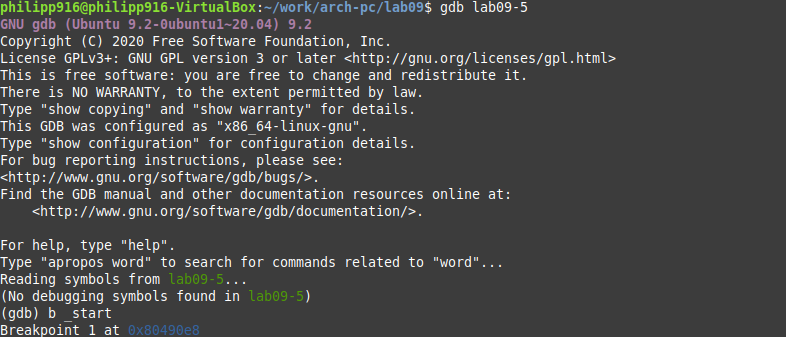 philipp916@philipp916-VirtualBox:~/work/arch-pc/lab09$ gdb lab09-5
GNU gdb (Ubuntu 9.2-0ubuntu1~20.04) 9.2
Copyright (C) 2020 Free Software Foundation, Inc.
License GPLv3+: GNU GPL version 3 or later <http://gnu.org/licenses/gpl.html>
This is free software: you are free to change and redistribute it.
There is NO WARRANTY, to the extent permitted by law.
Type "show copying" and "show warranty" for details.
This GDB was configured as "x86_64-linux-gnu".
Type "show configuration" for configuration details.
For bug reporting instructions, please see:
<http://www.gnu.org/software/gdb/bugs/>.
Find the GDB manual and other documentation resources online at:
    <http://www.gnu.org/software/gdb/documentation/>.

For help, type "help".
Type "apropos word" to search for commands related to "word"...
Reading symbols from lab09-5...
(No debugging symbols found in lab09-5)
(gdb) b _start
Breakpoint 1 at 0x80490e8